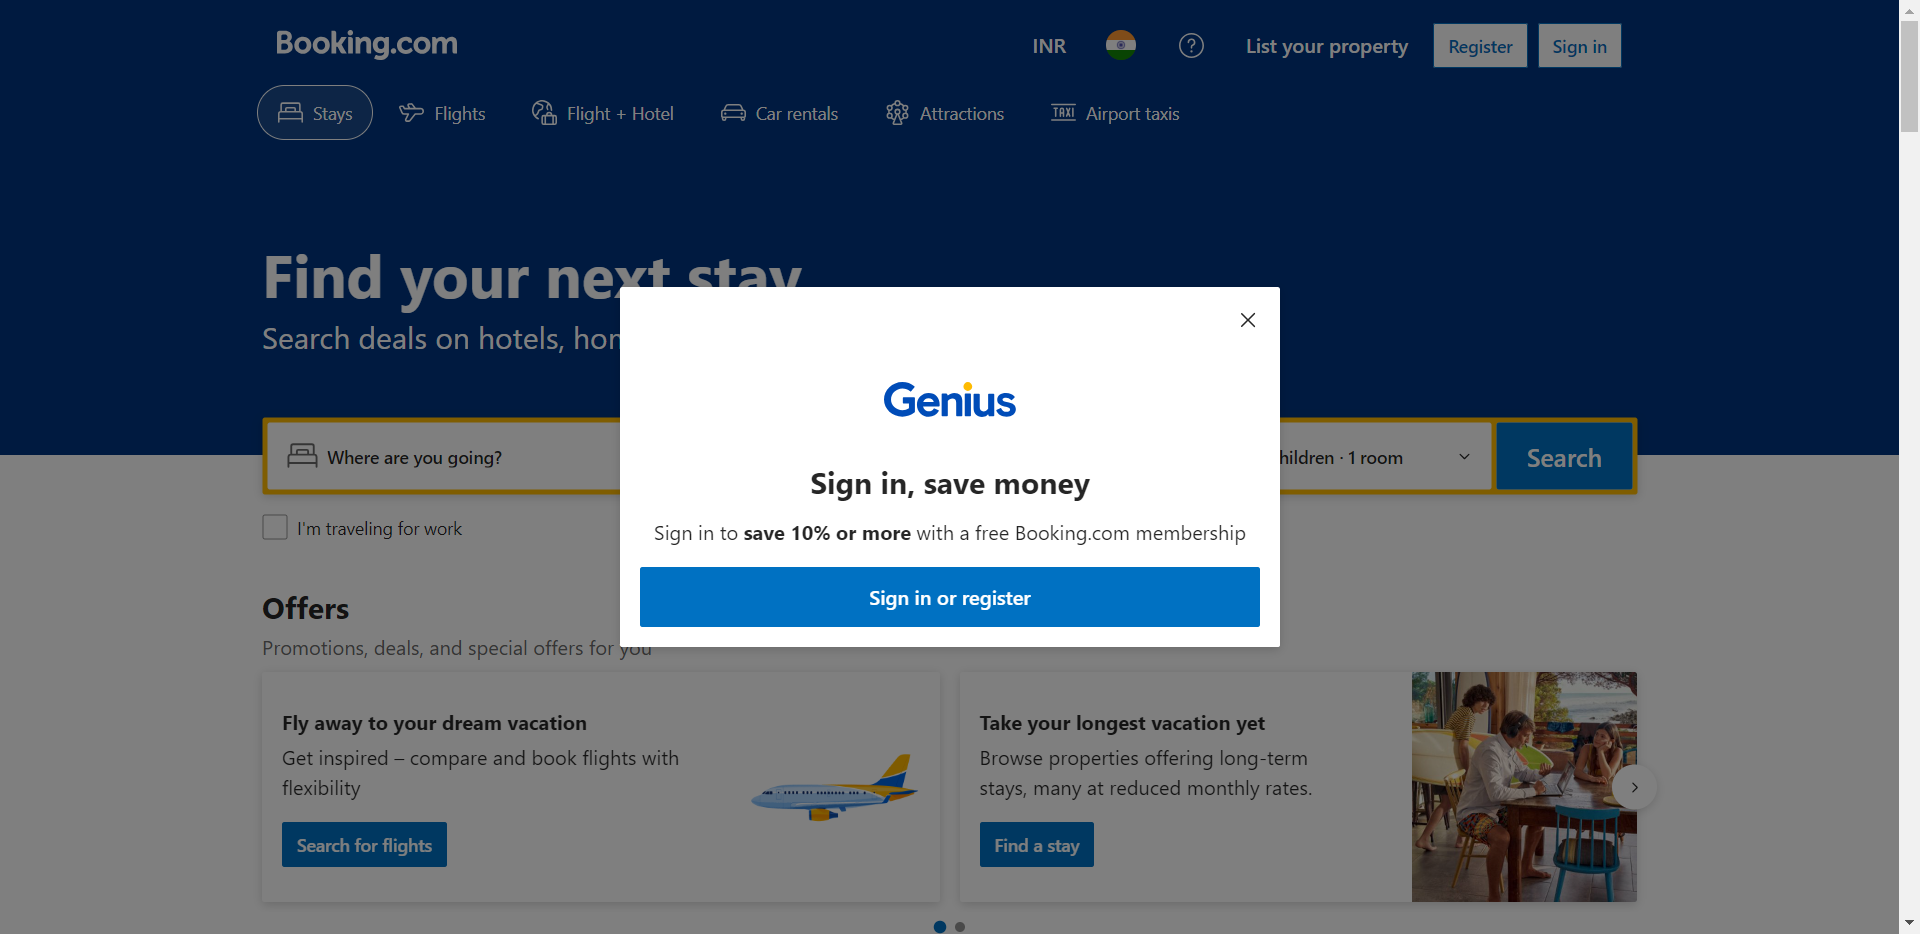 Booking.com
INR
List your property
Register
Sign in
Stays
Flights
Flight + Hotel
Car rentals
Attractions
TAXI
Airport taxis
Find your next stay
Search deals on hotels, hom
Genius
Sign in, save money
Sign in to save 10% or more with a free Booking.com membership
Sign in or register
Where are you going?
hildren · 1 room
Search
I'm traveling for work
Offers
Promotions, deals, and special offers for you
Fly away to your dream vacation
Get inspired – compare and book flights with
flexibility
Search for flights
Take your longest vacation yet
Browse properties offering long-term
stays, many at reduced monthly rates.
Find a stay